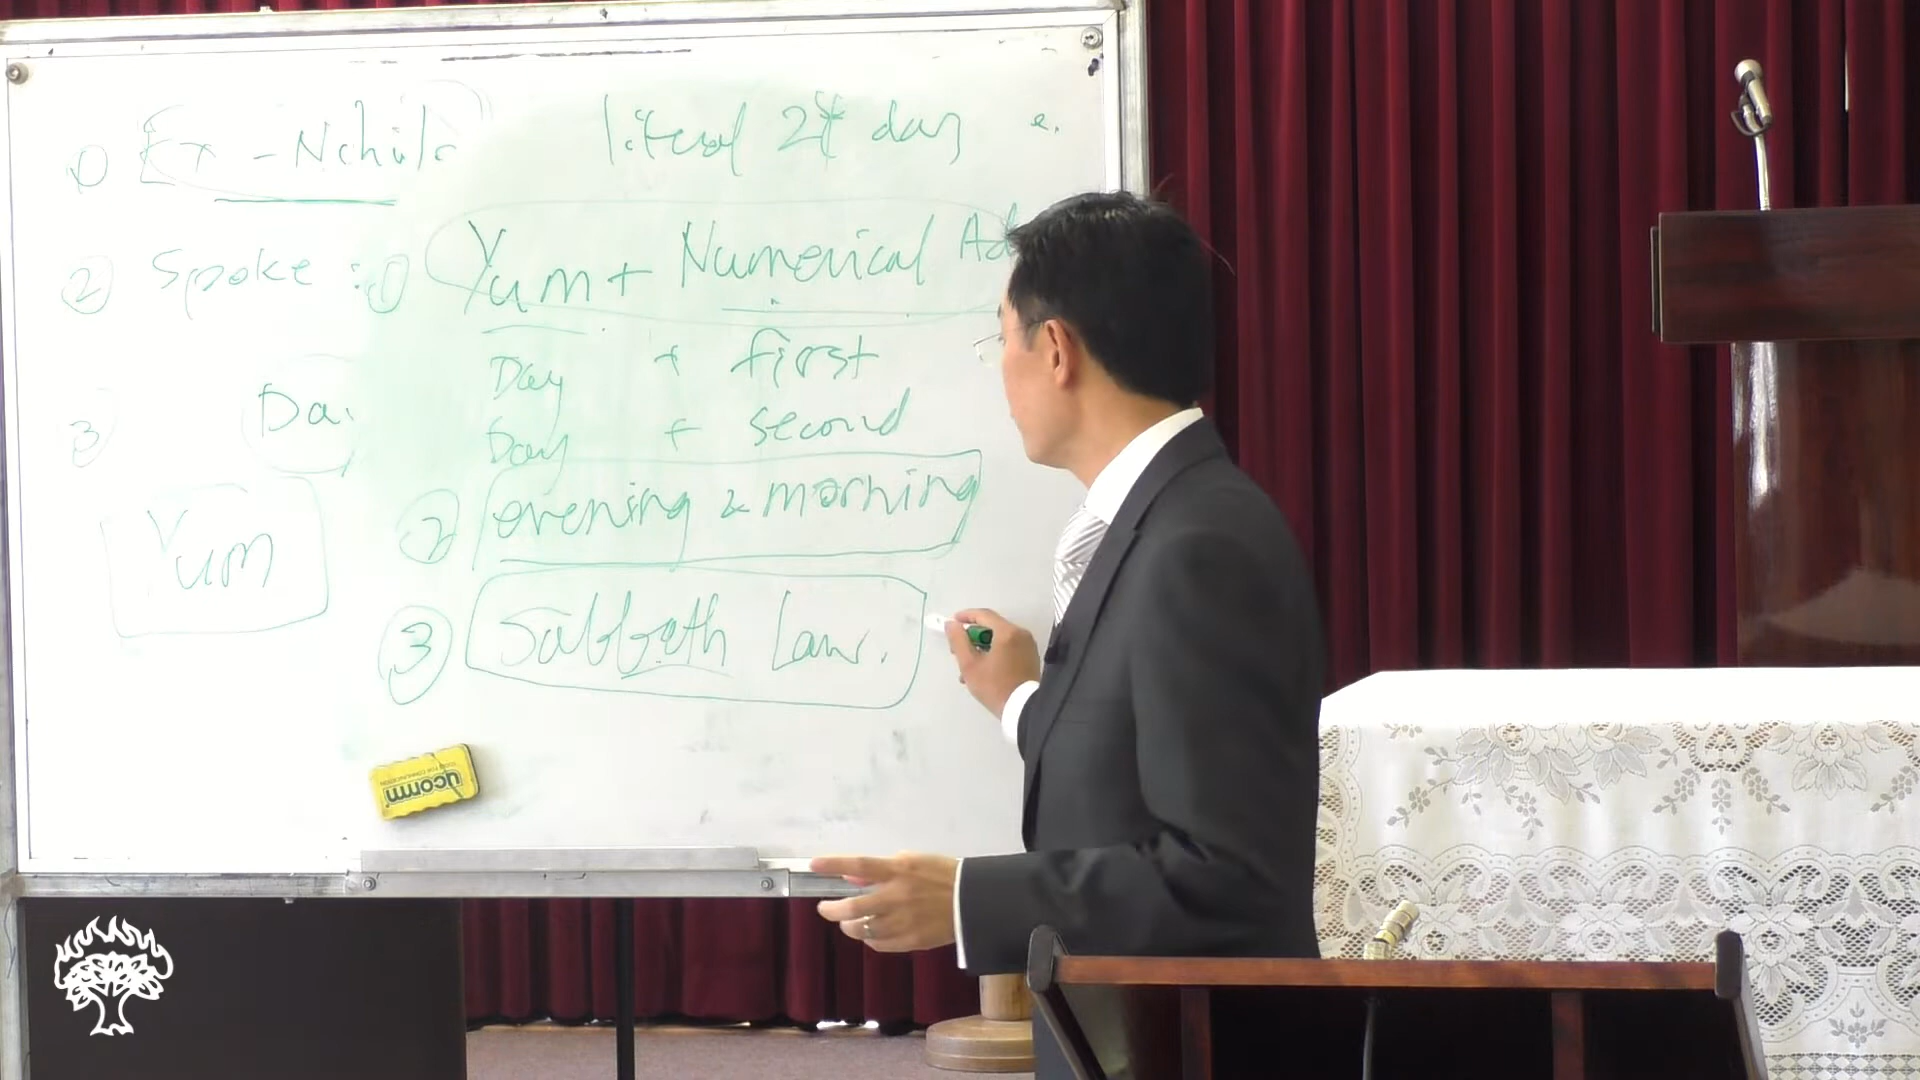 ① Ex - Nihilo
literal 24 day
② Spoke : ① Yum + Numerical Ad
Day + first
3 Da
Day + second
② evening & morning
Yum
③ Sabbath Law.
ucomm